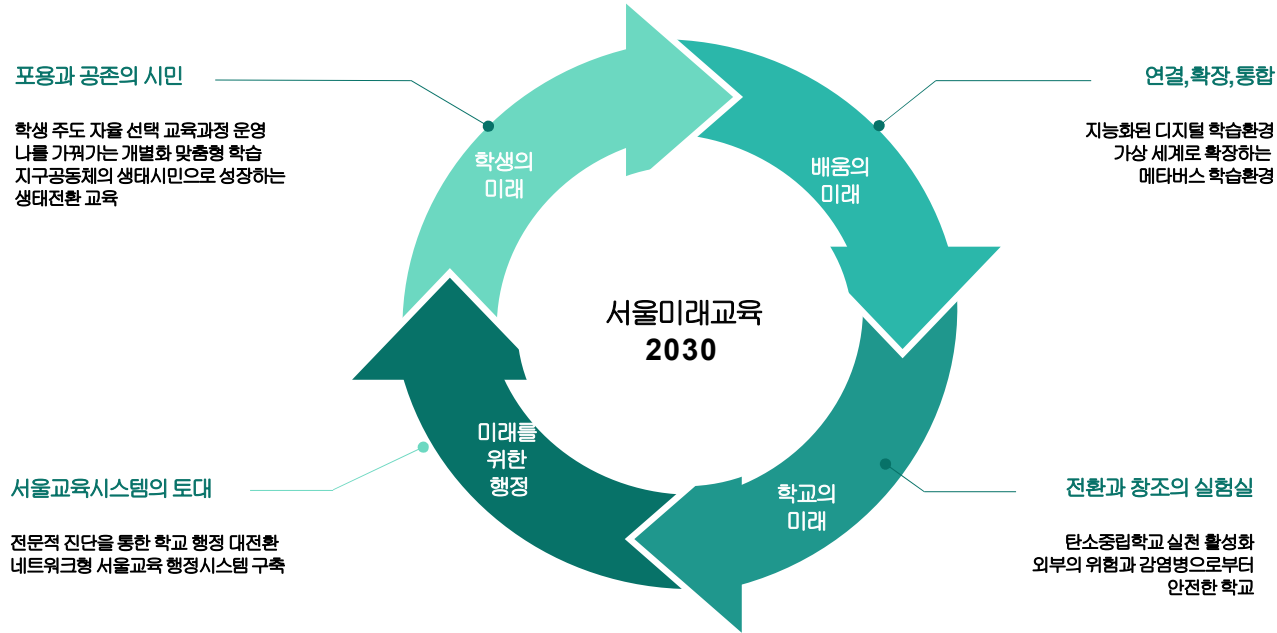 포용과 공존의 시민
학생 주도 자율 선택 교육과정 운영
나를 가꿔가는 개별화 맞춤형 학습
지구공동체의 생태시민으로 성장하는
생태전환 교육
연결,확장,통합
지능화된 디지털 학습환경
가상 세계로 확장하는
메타버스 학습환경
학생의
미래
배움의
미래
서울미래교육
2030
미래를
위한
행정
학교의
미래
서울교육시스템의 토대
전문적 진단을 통한 학교 행정 대전환
네트워크형 서울교육 행정시스템 구축
전환과 창조의 실험실
탄소중립학교 실천 활성화
외부의 위험과 감염병으로부터
안전한 학교